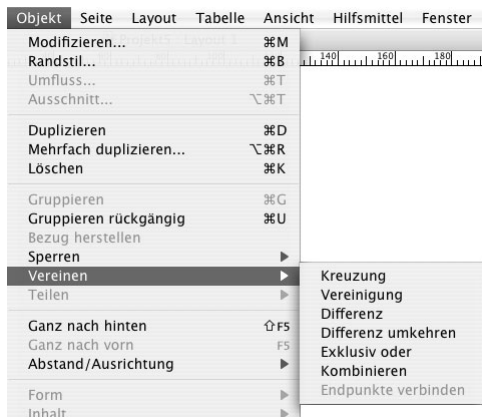 Objekt Seite Layout Tabelle Ansicht Hilfsmittel Fenster
Modifizieren... ⌘M
Randstil... ⌘B
140 160 180
Umfluss... ⌘T
Ausschnitt... ⌥⌘T
Duplizieren ⌘D
Mehrfach duplizieren... ⌥⌘R
Löschen ⌘K
Gruppieren ⌘G
Gruppieren rückgängig ⌘U
Bezug herstellen
Sperren ▶
Vereinen ▶
Kreuzung
Teilen ▶
Vereinigung
Differenz
Ganz nach hinten ⇧F5
Differenz umkehren
Ganz nach vorn F5
Exklusiv oder
Abstand/Ausrichtung ▶
Kombinieren
Endpunkte verbinden
Form ▶
Inhalt ▶